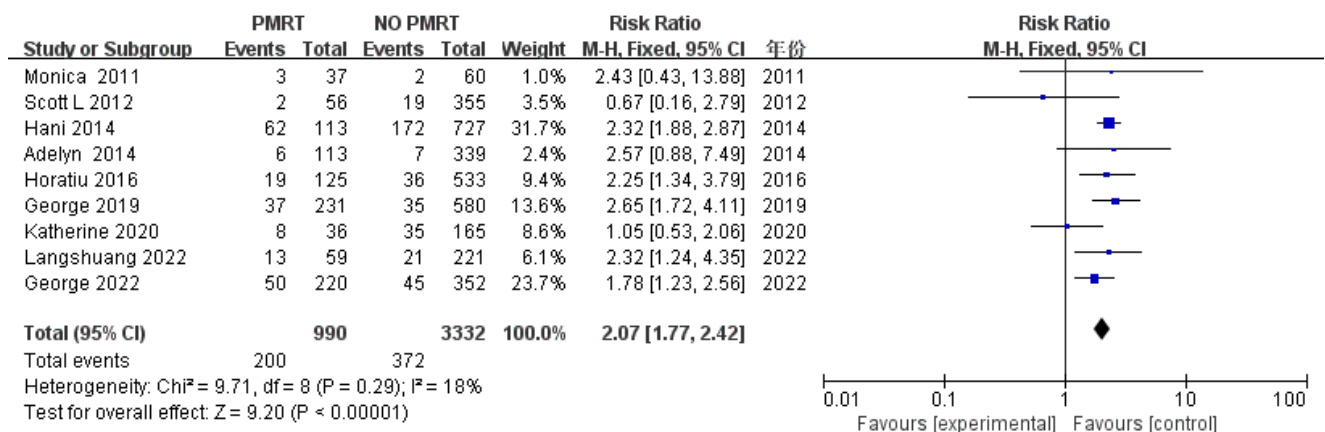 PMRT NO PMRT Risk Ratio Risk Ratio
Study or Subgroup Events Total Events Total Weight M-H, Fixed, 95% CI 年份 M-H, Fixed, 95% CI
Monica 2011 3 37 2 60 1.0% 2.43 [0.43, 13.88] 2011
Scott L 2012 2 56 19 355 3.5% 0.67 [0.16, 2.79] 2012
Hani 2014 62 113 172 727 31.7% 2.32 [1.88, 2.87] 2014
Adelyn 2014 6 113 7 339 2.4% 2.57 [0.88, 7.49] 2014
Horatiu 2016 19 125 36 533 9.4% 2.25 [1.34, 3.79] 2016
George 2019 37 231 35 580 13.6% 2.65 [1.72, 4.11] 2019
Katherine 2020 8 36 35 165 8.6% 1.05 [0.53, 2.06] 2020
Langshuang 2022 13 59 21 221 6.1% 2.32 [1.24, 4.35] 2022
George 2022 50 220 45 352 23.7% 1.78 [1.23, 2.56] 2022
Total (95% CI) 990 3332 100.0% 2.07 [1.77, 2.42]
Total events 200 372
Heterogeneity: Chi² = 9.71, df = 8 (P = 0.29); I² = 18%
Test for overall effect: Z = 9.20 (P < 0.00001)
0.01 0.1 1 10 100
Favours [experimental] Favours [control]